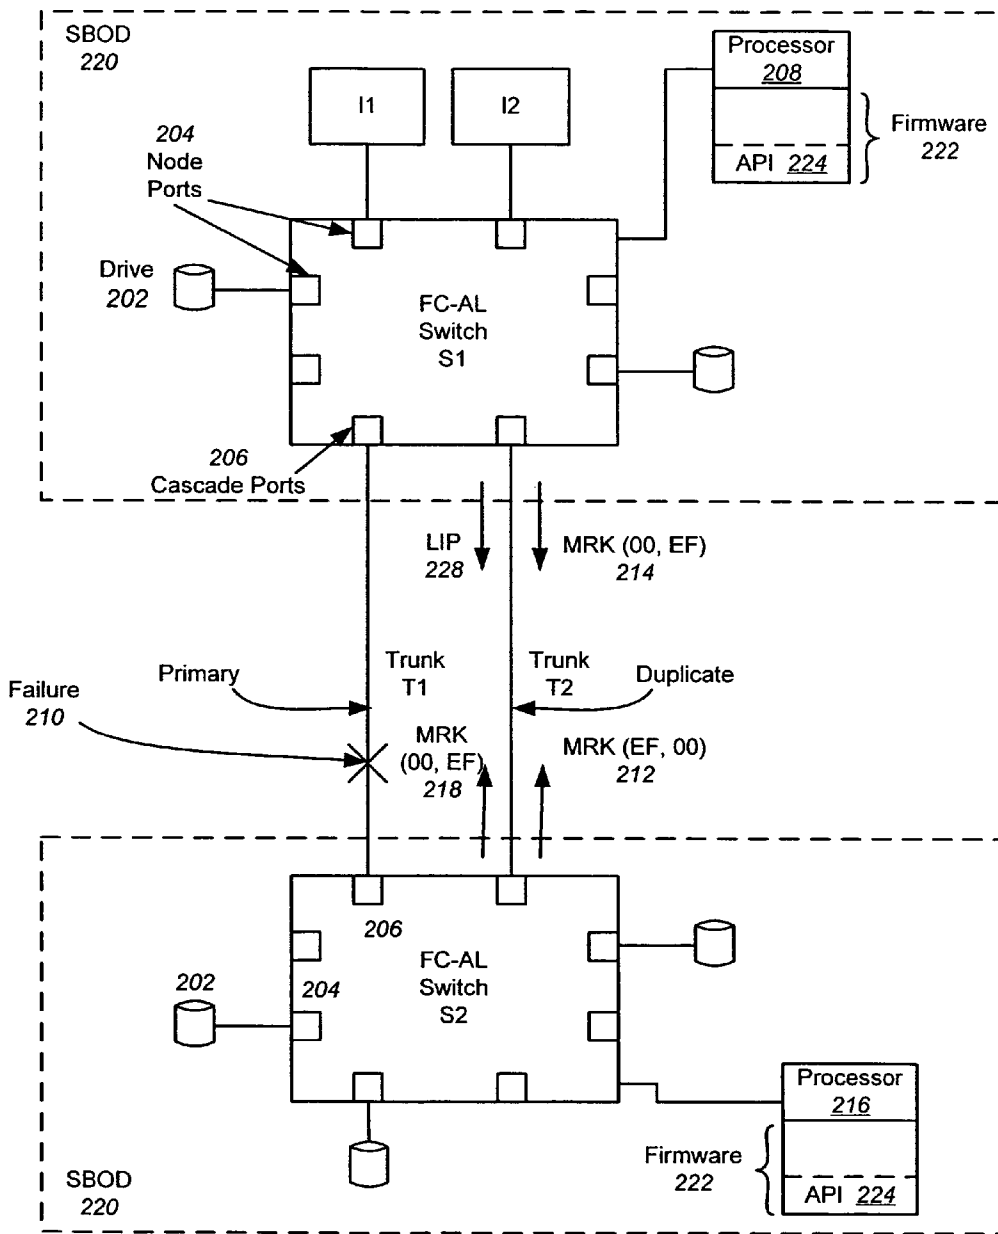 SBOD
220
Processor
208
I1
I2
Firmware
222
API 224
204
Node
Ports
Drive
202
FC-AL
Switch
S1
206
Cascade Ports
LIP
228
MRK (00, EF)
214
Primary
Trunk
T1
Trunk
T2
Duplicate
Failure
210
MRK
(00, EF)
218
MRK (EF, 00)
212
206
FC-AL
Switch
S2
202
204
Processor
216
Firmware
222
API 224
SBOD
220